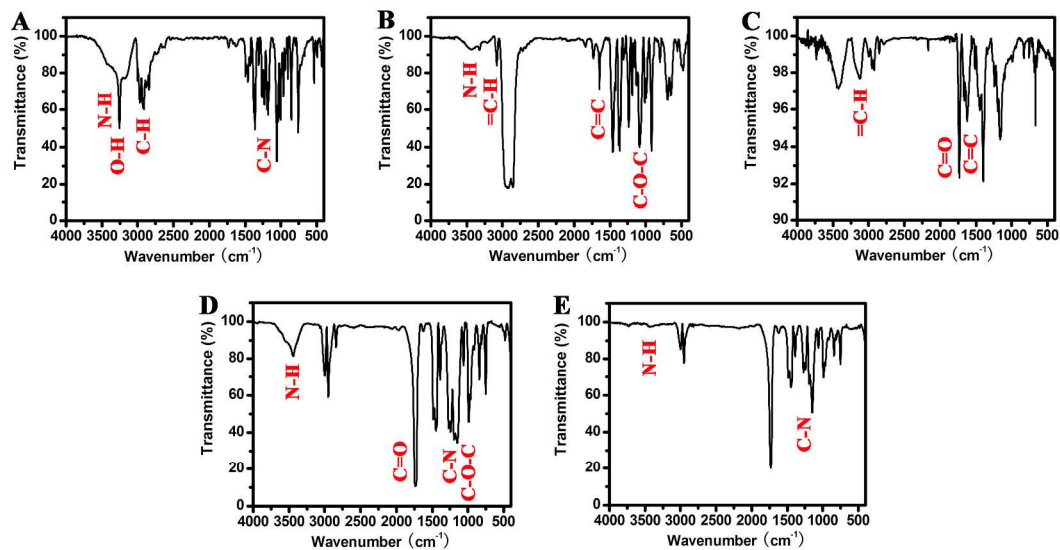 A
Transmittance (%)
100
80
60
40
20
0
N-H
O-H
C-H
C-N
4000 3500 3000 2500 2000 1500 1000 500
Wavenumber (cm-1)
B
Transmittance (%)
100
80
60
40
20
0
N-H
=C-H
C=C
C-O-C
4000 3500 3000 2500 2000 1500 1000 500
Wavenumber (cm-1)
C
Transmittance (%)
100
98
96
94
92
90
=C-H
C=O
C=C
4000 3500 3000 2500 2000 1500 1000 500
Wavenumber (cm-1)
D
Transmittance (%)
100
80
60
40
20
0
N-H
C=O
C-N
C-O-C
4000 3500 3000 2500 2000 1500 1000 500
Wavenumber (cm-1)
E
Transmittance (%)
100
80
60
40
20
0
N-H
C-N
4000 3500 3000 2500 2000 1500 1000 500
Wavenumber (cm-1)